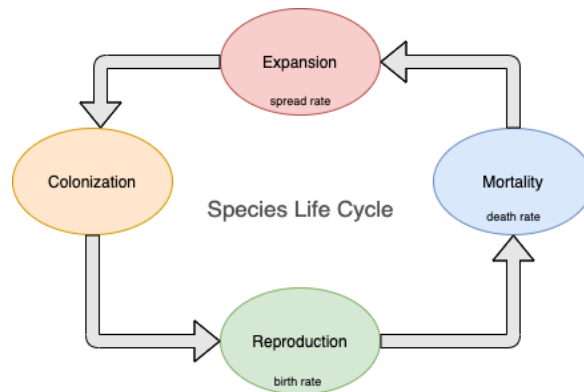 Expansion
spread rate
Colonization
Mortality
death rate
Species Life Cycle
Reproduction
birth rate